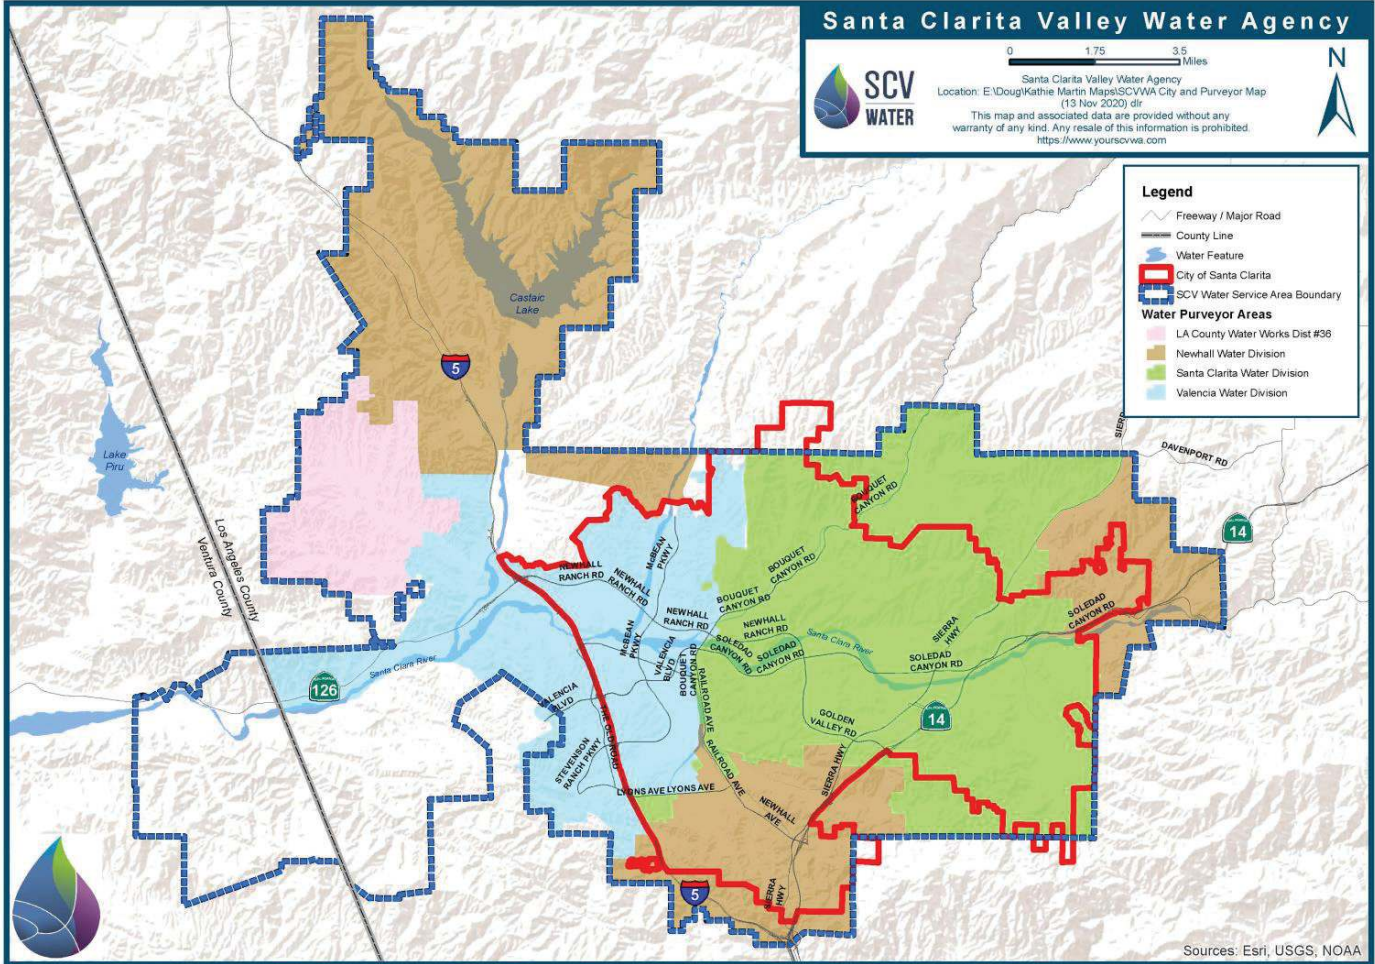 Santa Clarita Valley Water Agency
0 1.75 3.5
Miles
N
SCV
WATER
Santa Clarita Valley Water Agency
Location: E:\Doug\Kathie Martin Maps\SCVWA City and Purveyor Map
(13 Nov 2020) dlr
This map and associated data are provided without any
warranty of any kind. Any resale of this information is prohibited.
https://www.yourscvwa.com
Legend
Freeway / Major Road
County Line
Water Feature
City of Santa Clarita
SCV Water Service Area Boundary
Water Purveyor Areas
LA County Water Works Dist #36
Newhall Water Division
Santa Clarita Water Division
Valencia Water Division
Castaic
Lake
5
Lake
Piru
Los Angeles County
Ventura County
DAVENPORT RD
BOUQUET
CANYON RD
14
McBEAN
PKWY
NEWHALL
RANCH RD
NEWHALL
RANCH RD
BOUQUET
CANYON RD
BOUQUET
CANYON RD
NEWHALL
RANCH RD
NEWHALL
RANCH RD
SOLEDAD
CANYON RD
SIERRA
HWY
McBEAN
PKWY
VALENCIA
BLVD
BOUQUET
CANYON RD
SOLEDAD
CANYON RD
SOLEDAD
CANYON RD
Santa Clara River
SOLEDAD
CANYON RD
Santa Clara River
126
VALENCIA
BLVD
THE OLD ROAD
RAILROAD AVE
GOLDEN
VALLEY RD
14
STEVENSON
RANCH PKWY
RAILROAD AVE
SIERRA HWY
LYONS AVE LYONS AVE
NEWHALL
AVE
5
SIERRA
HWY
Sources: Esri, USGS, NOAA